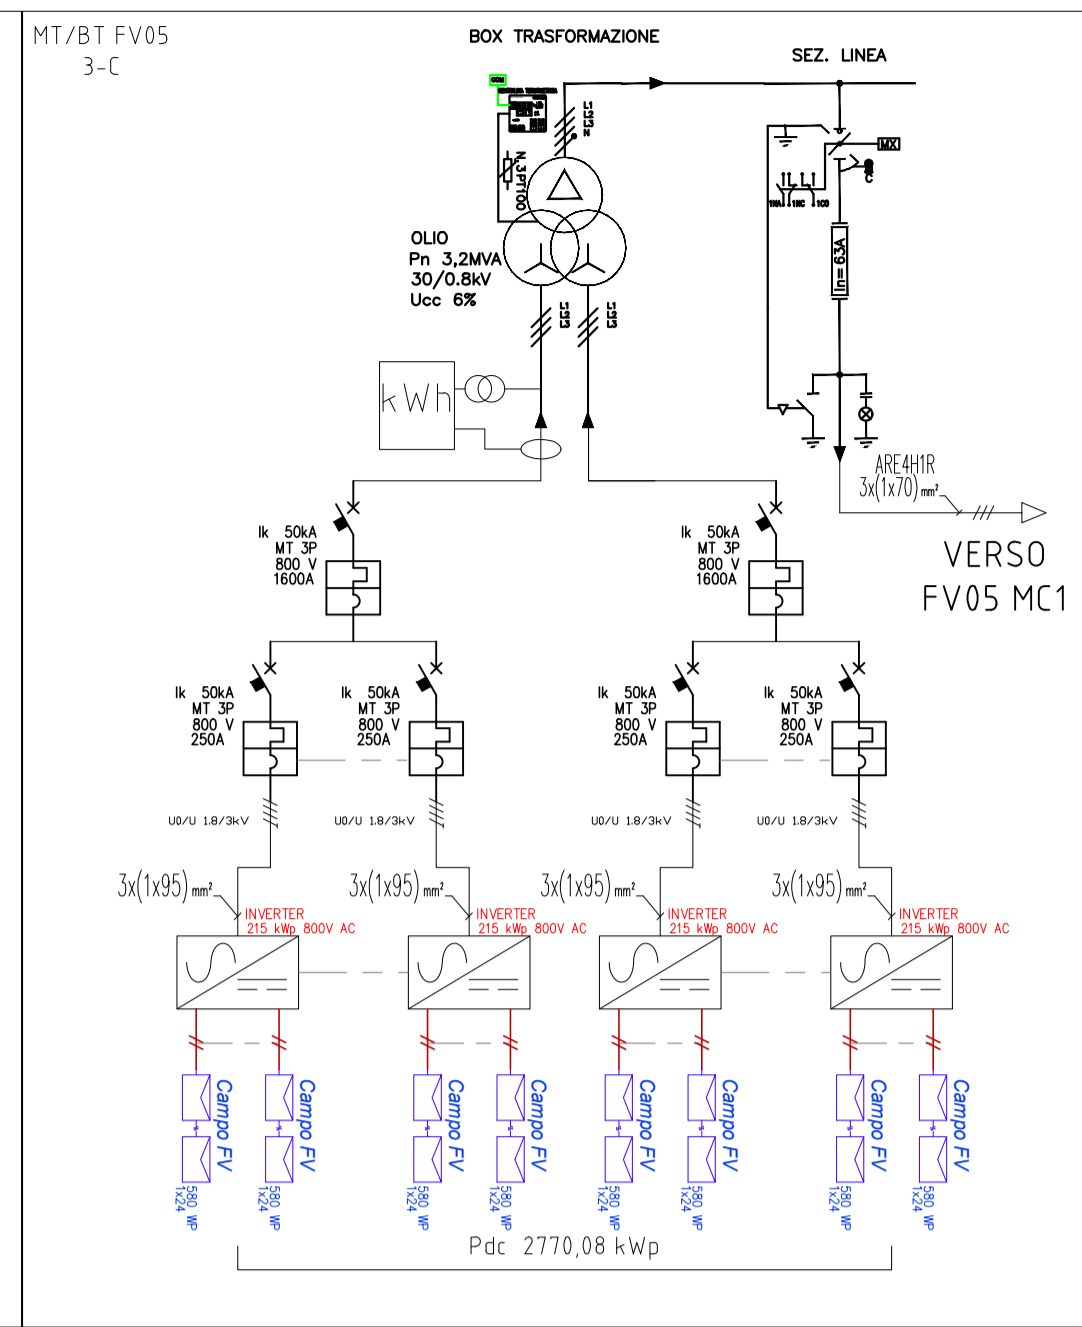 MT/BT FV05
3-C
BOX TRASFORMAZIONE
SEZ. LINEA
COM
L1
L2
L3
N
N.3PT100
MX
1NA
1NC
1CO
OLIO
Pn 3,2MVA
30/0.8kV
Ucc 6%
In= 63A
L1
L2
L3
L1
L2
L3
kWh
ARE4H1R
3x(1x70)mm²
VERSO
FV05 MC1
Ik 50kA
MT 3P
800 V
1600A
Ik 50kA
MT 3P
800 V
1600A
Ik 50kA
MT 3P
800 V
250A
Ik 50kA
MT 3P
800 V
250A
Ik 50kA
MT 3P
800 V
250A
Ik 50kA
MT 3P
800 V
250A
U0/U 1.8/3kV
U0/U 1.8/3kV
U0/U 1.8/3kV
U0/U 1.8/3kV
3x(1x95)mm²
3x(1x95)mm²
3x(1x95)mm²
3x(1x95)mm²
INVERTER
215 kWp 800V AC
INVERTER
215 kWp 800V AC
INVERTER
215 kWp 800V AC
INVERTER
215 kWp 800V AC
Campo FV
Campo FV
Campo FV
Campo FV
Campo FV
Campo FV
Campo FV
Campo FV
580 WP
1x24
580 WP
1x24
580 WP
1x24
580 WP
1x24
580 WP
1x24
580 WP
1x24
580 WP
1x24
580 WP
1x24
Pdc 2770,08 kWp